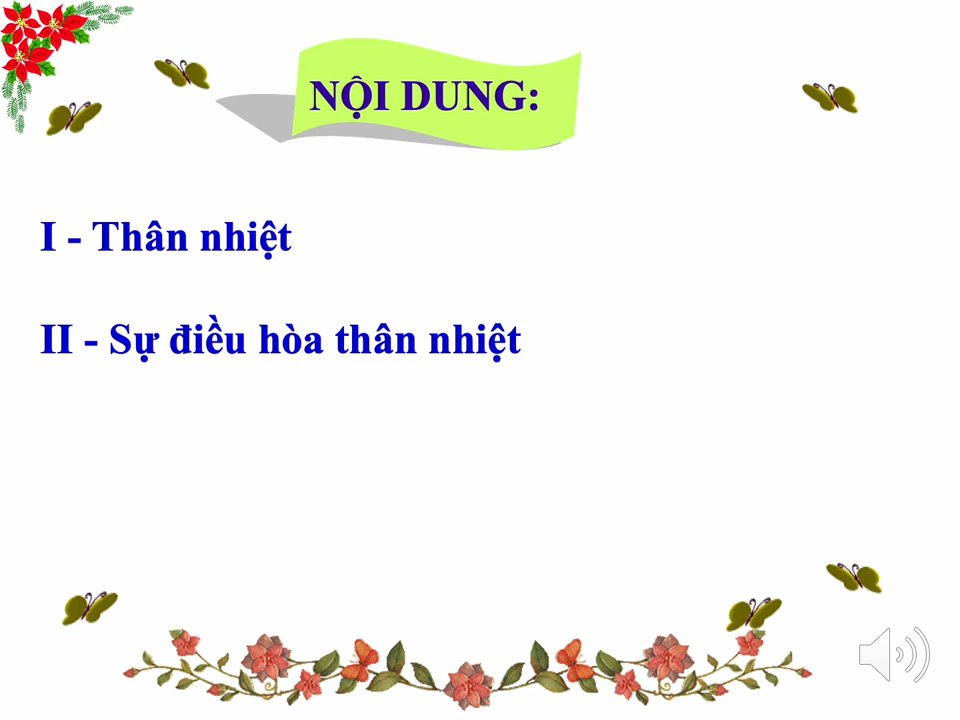 NỘI DUNG:
I - Thân nhiệt
II - Sự điều hòa thân nhiệt